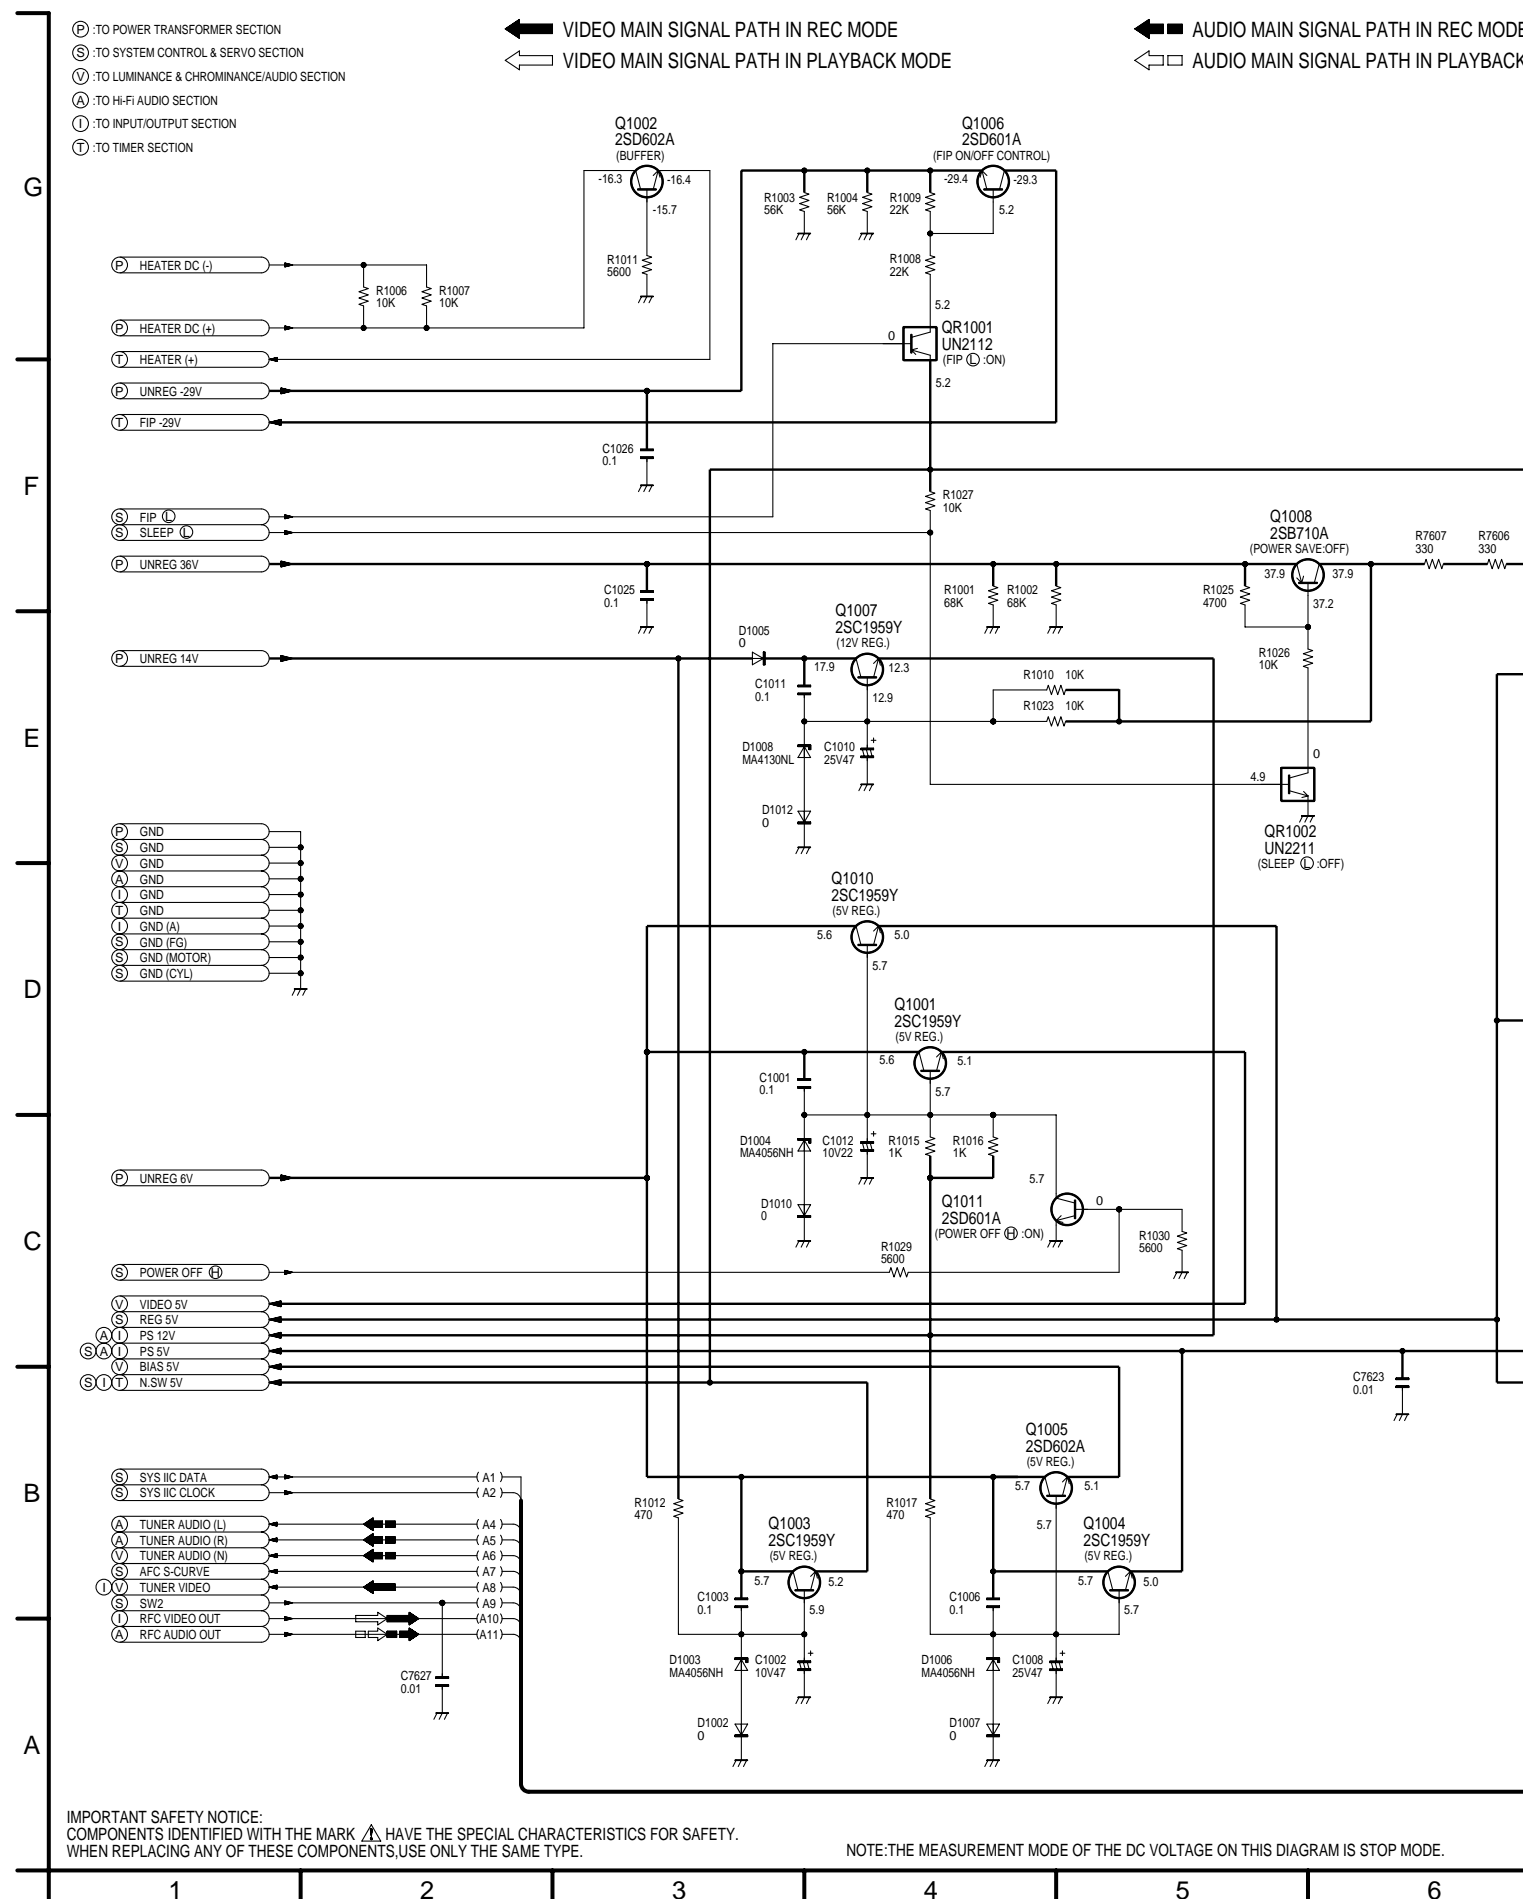 Ⓟ :TO POWER TRANSFORMER SECTION
Ⓢ :TO SYSTEM CONTROL & SERVO SECTION
Ⓥ :TO LUMINANCE & CHROMINANCE/AUDIO SECTION
Ⓐ :TO Hi-Fi AUDIO SECTION
Ⓘ :TO INPUT/OUTPUT SECTION
Ⓣ :TO TIMER SECTION
VIDEO MAIN SIGNAL PATH IN REC MODE
VIDEO MAIN SIGNAL PATH IN PLAYBACK MODE
AUDIO MAIN SIGNAL PATH IN REC MODE
AUDIO MAIN SIGNAL PATH IN PLAYBACK
G
Q1002
2SD602A
(BUFFER)
-16.3
-16.4
-15.7
R1011
5600
Q1006
2SD601A
(FIP ON/OFF CONTROL)
-29.4
-29.3
5.2
R1003
56K
R1004
56K
R1009
22K
R1008
22K
5.2
0
QR1001
UN2112
(FIP Ⓛ :ON)
5.2
Ⓟ HEATER DC (-)
R1006
10K
R1007
10K
Ⓟ HEATER DC (+)
Ⓣ HEATER (+)
Ⓟ UNREG -29V
Ⓣ FIP -29V
C1026
0.1
F
Ⓢ FIP Ⓛ
Ⓢ SLEEP Ⓛ
Ⓟ UNREG 36V
R1027
10K
Q1008
2SB710A
(POWER SAVE:OFF)
37.9
37.9
37.2
R7607
330
R7606
330
C1025
0.1
R1001
68K
R1002
68K
R1025
4700
R1026
10K
Q1007
2SC1959Y
(12V REG.)
17.9
12.3
12.9
D1005
0
Ⓟ UNREG 14V
C1011
0.1
R1010 10K
R1023 10K
E
D1008
MA4130NL
C1010
25V47
+
D1012
0
4.9
0
QR1002
UN2211
(SLEEP Ⓛ :OFF)
Ⓟ GND
Ⓢ GND
Ⓥ GND
Ⓐ GND
Ⓘ GND
Ⓣ GND
Ⓘ GND (A)
Ⓢ GND (FG)
Ⓢ GND (MOTOR)
Ⓢ GND (CYL)
D
Q1010
2SC1959Y
(5V REG.)
5.6
5.0
5.7
Q1001
2SC1959Y
(5V REG.)
5.6
5.1
5.7
C1001
0.1
D1004
MA4056NH
C1012
10V22
+
R1015
1K
R1016
1K
Ⓟ UNREG 6V
D1010
0
5.7
0
Q1011
2SD601A
(POWER OFF Ⓗ :ON)
R1030
5600
R1029
5600
C
Ⓢ POWER OFF Ⓗ
Ⓥ VIDEO 5V
Ⓢ REG 5V
Ⓐ Ⓘ PS 12V
Ⓢ Ⓐ Ⓘ PS 5V
Ⓥ BIAS 5V
Ⓢ Ⓘ Ⓣ N.SW 5V
C7623
0.01
B
Ⓢ SYS IIC DATA (A1)
Ⓢ SYS IIC CLOCK (A2)
Ⓐ TUNER AUDIO (L) (A4)
Ⓐ TUNER AUDIO (R) (A5)
Ⓥ TUNER AUDIO (N) (A6)
Ⓢ AFC S-CURVE (A7)
Ⓘ Ⓥ TUNER VIDEO (A8)
Ⓢ SW2 (A9)
Ⓘ RFC VIDEO OUT (A10)
Ⓐ RFC AUDIO OUT (A11)
C7627
0.01
R1012
470
Q1003
2SC1959Y
(5V REG.)
5.7
5.2
5.9
C1003
0.1
D1003
MA4056NH
C1002
10V47
+
D1002
0
R1017
470
Q1005
2SD602A
(5V REG.)
5.7
5.1
5.7
Q1004
2SC1959Y
(5V REG.)
5.7
5.0
5.7
C1006
0.1
D1006
MA4056NH
C1008
25V47
+
D1007
0
A
IMPORTANT SAFETY NOTICE:
COMPONENTS IDENTIFIED WITH THE MARK ⚠ HAVE THE SPECIAL CHARACTERISTICS FOR SAFETY.
WHEN REPLACING ANY OF THESE COMPONENTS,USE ONLY THE SAME TYPE.
NOTE:THE MEASUREMENT MODE OF THE DC VOLTAGE ON THIS DIAGRAM IS STOP MODE.
1 2 3 4 5 6